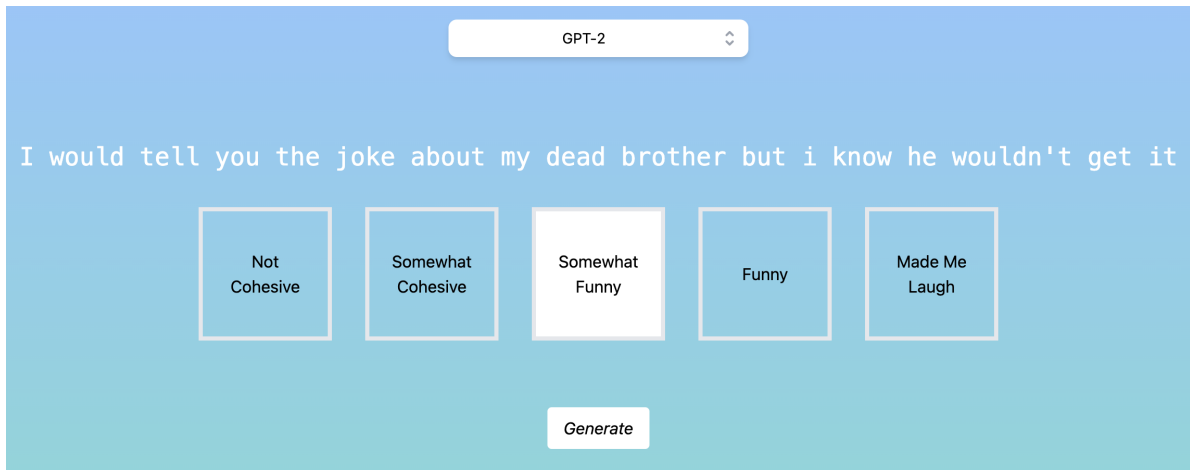 GPT-2
I would tell you the joke about my dead brother but i know he wouldn't get it
Not
Cohesive
Somewhat
Cohesive
Somewhat
Funny
Funny
Made Me
Laugh
Generate